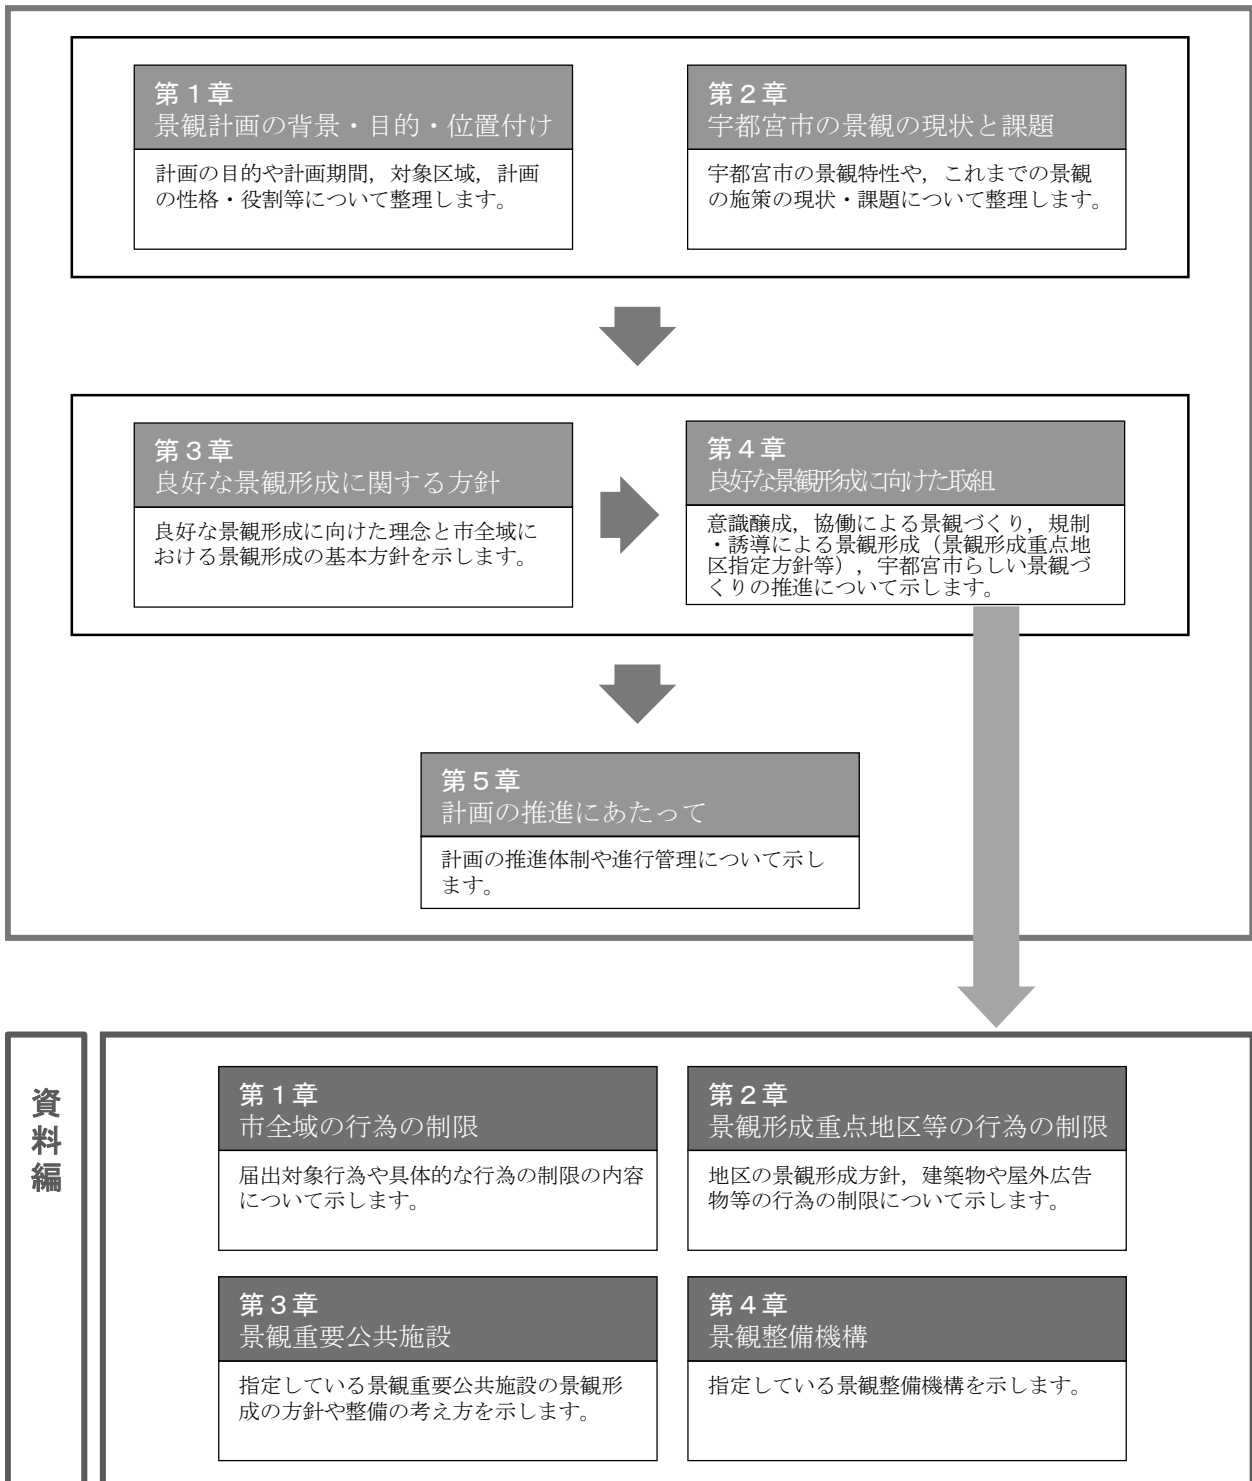 第１章
景観計画の背景・目的・位置付け
計画の目的や計画期間，対象区域，計画
の性格・役割等について整理します。
第２章
宇都宮市の景観の現状と課題
宇都宮市の景観特性や，これまでの景観
の施策の現状・課題について整理します。
第３章
良好な景観形成に関する方針
良好な景観形成に向けた理念と市全域に
おける景観形成の基本方針を示します。
第４章
良好な景観形成に向けた取組
意識醸成，協働による景観づくり，規制
・誘導による景観形成（景観形成重点地
区指定方針等），宇都宮市らしい景観づ
くりの推進について示します。
第５章
計画の推進にあたって
計画の推進体制や進行管理について示し
ます。
資料編
第１章
市全域の行為の制限
届出対象行為や具体的な行為の制限の内容
について示します。
第２章
景観形成重点地区等の行為の制限
地区の景観形成方針，建築物や屋外広告
物等の行為の制限について示します。
第３章
景観重要公共施設
指定している景観重要公共施設の景観形
成の方針や整備の考え方を示します。
第４章
景観整備機構
指定している景観整備機構を示します。